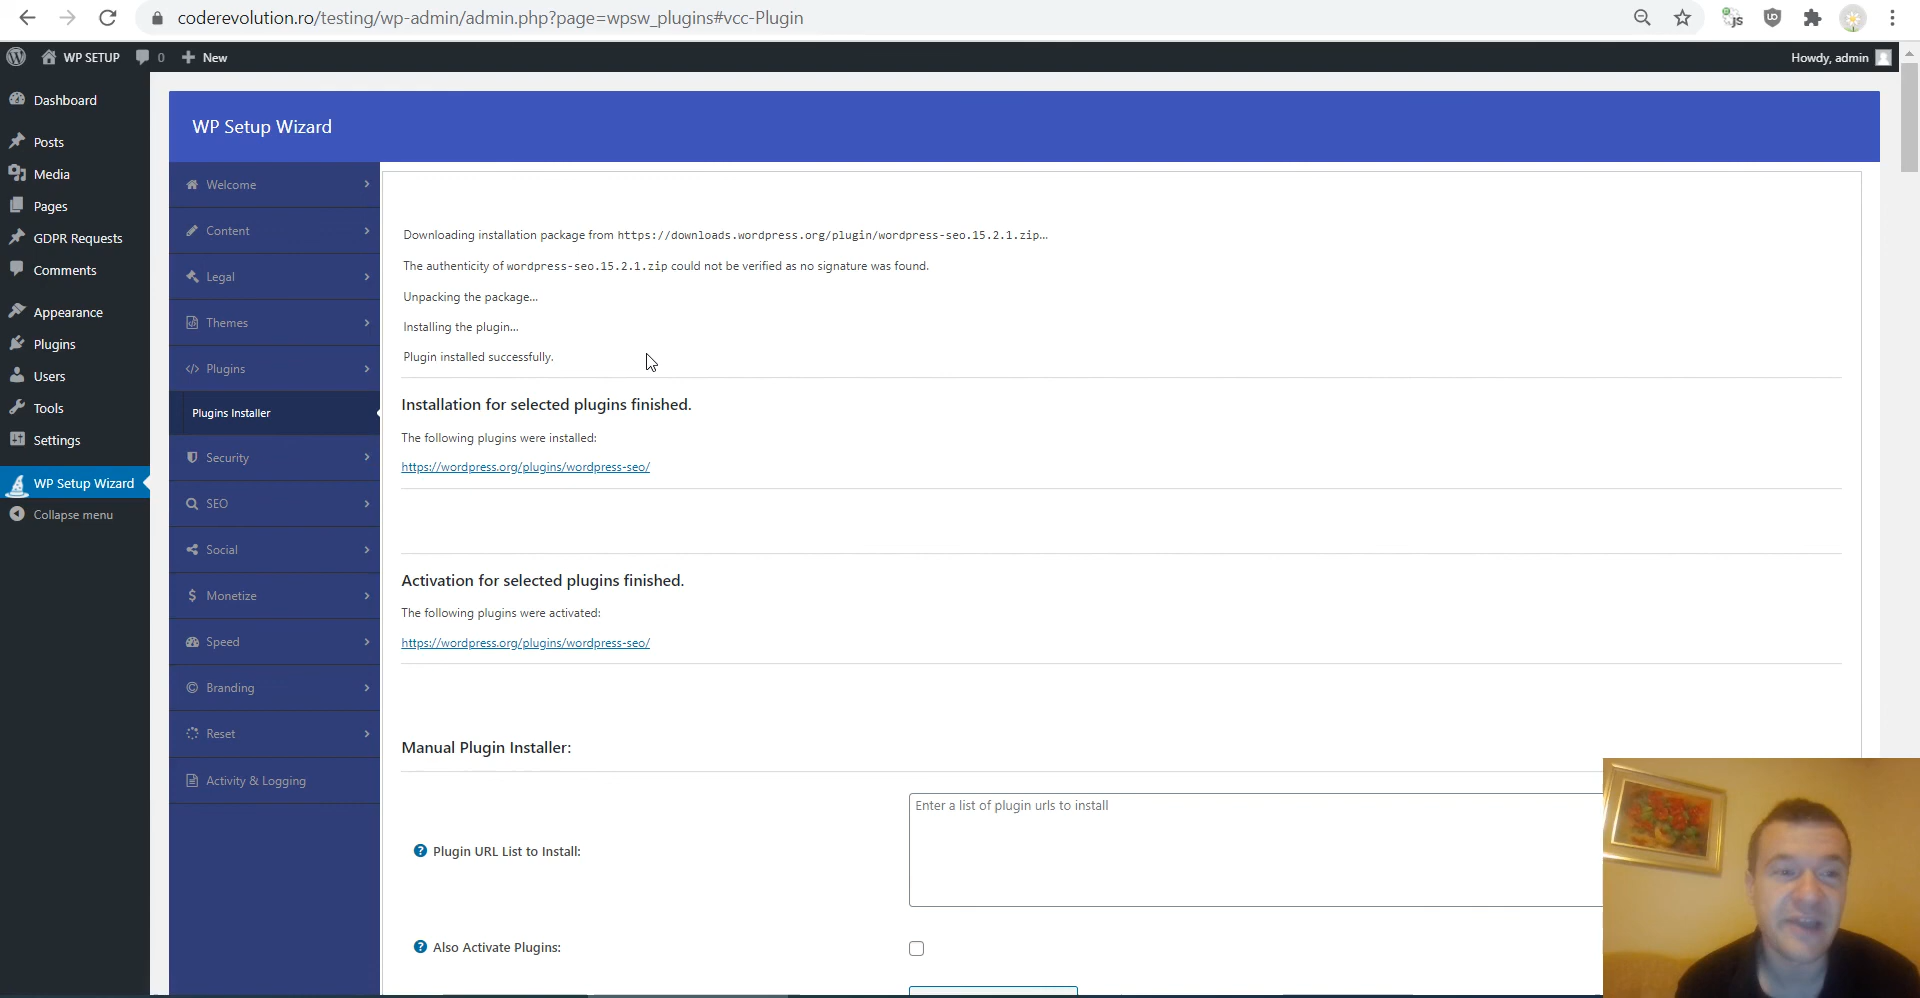 coderevolution.ro/testing/wp-admin/admin.php?page=wpsw_plugins#vcc-Plugin
WP SETUP
0
New
Howdy, admin
Dashboard
Posts
Media
Pages
GDPR Requests
Comments
Appearance
Plugins
Users
Tools
Settings
WP Setup Wizard
Collapse menu
WP Setup Wizard
Welcome
Content
Legal
Themes
Plugins
Plugins Installer
Security
SEO
Social
Monetize
Speed
Branding
Reset
Activity & Logging
Downloading installation package from https://downloads.wordpress.org/plugin/wordpress-seo.15.2.1.zip…
The authenticity of wordpress-seo.15.2.1.zip could not be verified as no signature was found.
Unpacking the package…
Installing the plugin…
Plugin installed successfully.
Installation for selected plugins finished.
The following plugins were installed:
https://wordpress.org/plugins/wordpress-seo/
Activation for selected plugins finished.
The following plugins were activated:
https://wordpress.org/plugins/wordpress-seo/
Manual Plugin Installer:
Enter a list of plugin urls to install
Plugin URL List to Install:
Also Activate Plugins: